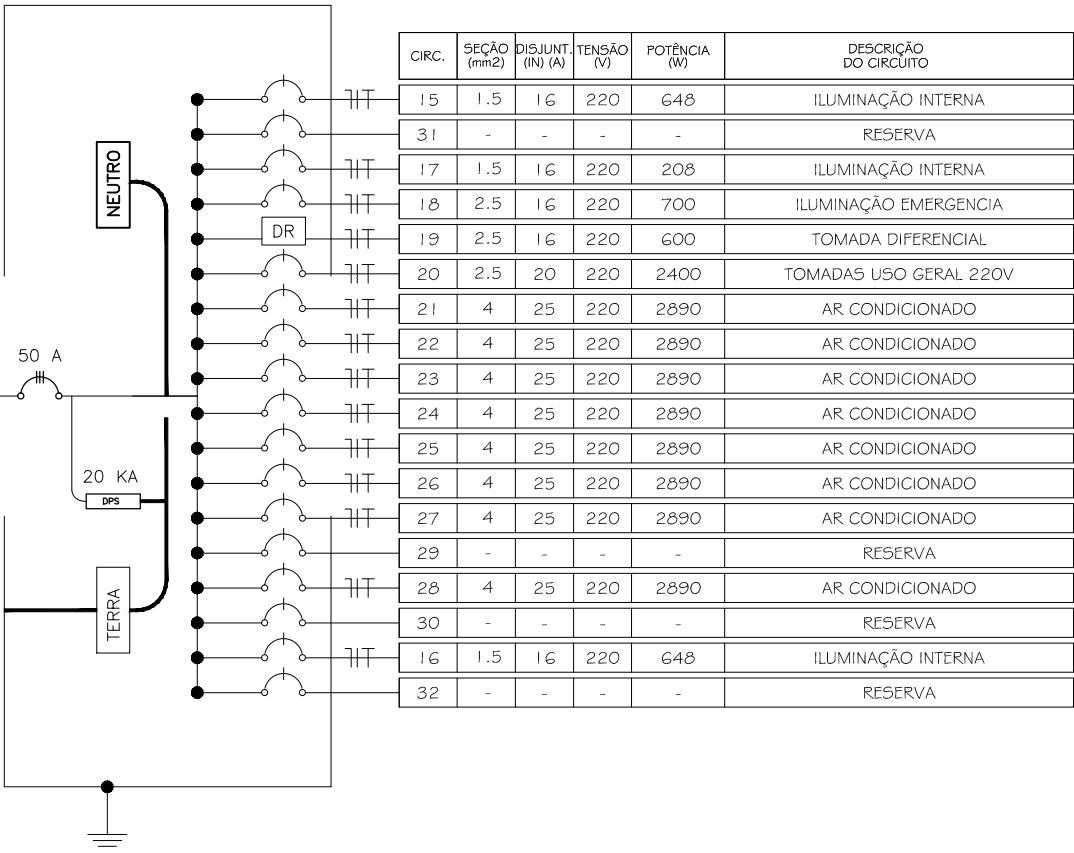 CIRC. SEÇÃO (mm2) DISJUNT. (IN) (A) TENSÃO (V) POTÊNCIA (W) DESCRIÇÃO DO CIRCUITO
15 1.5 16 220 648 ILUMINAÇÃO INTERNA
31 - - - - RESERVA
17 1.5 16 220 208 ILUMINAÇÃO INTERNA
18 2.5 16 220 700 ILUMINAÇÃO EMERGENCIA
DR
19 2.5 16 220 600 TOMADA DIFERENCIAL
20 2.5 20 220 2400 TOMADAS USO GERAL 220V
21 4 25 220 2890 AR CONDICIONADO
22 4 25 220 2890 AR CONDICIONADO
23 4 25 220 2890 AR CONDICIONADO
24 4 25 220 2890 AR CONDICIONADO
25 4 25 220 2890 AR CONDICIONADO
26 4 25 220 2890 AR CONDICIONADO
27 4 25 220 2890 AR CONDICIONADO
29 - - - - RESERVA
28 4 25 220 2890 AR CONDICIONADO
30 - - - - RESERVA
16 1.5 16 220 648 ILUMINAÇÃO INTERNA
32 - - - - RESERVA
NEUTRO
50 A
20 KA
DPS
TERRA